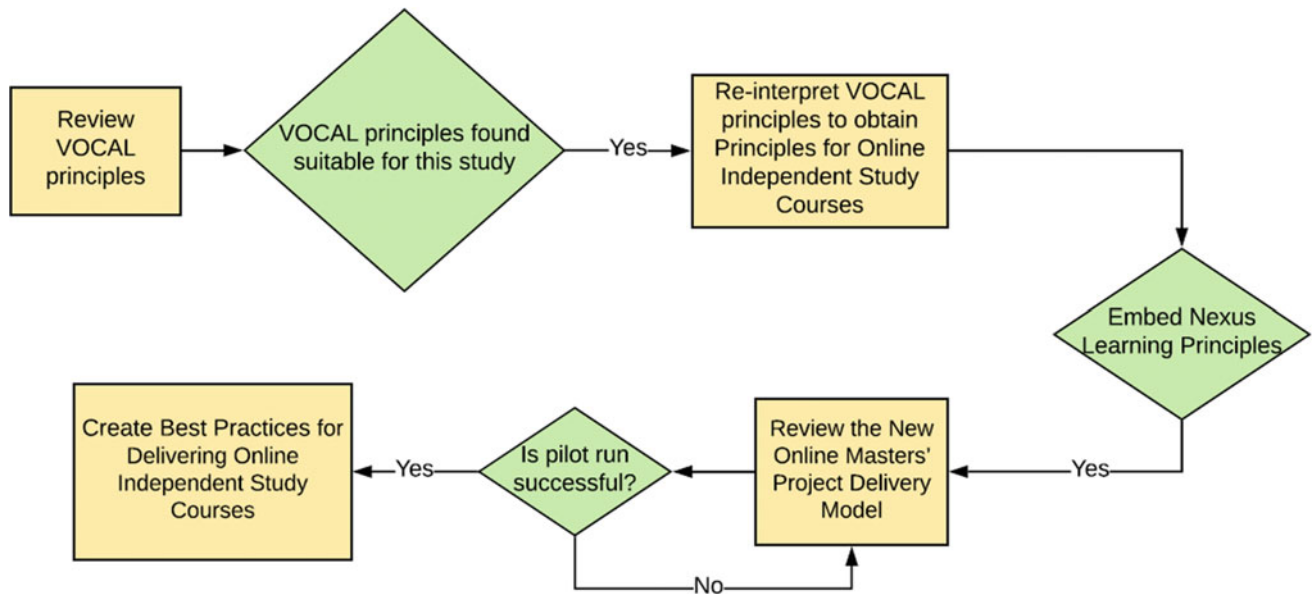 Review
VOCAL
principles
VOCAL principles found
suitable for this study
Yes
Re-interpret VOCAL
principles to obtain
Principles for Online
Independent Study
Courses
Embed Nexus
Learning Principles
Yes
Review the New
Online Masters'
Project Delivery
Model
Is pilot run
successful?
No
Yes
Create Best Practices for
Delivering Online
Independent Study
Courses